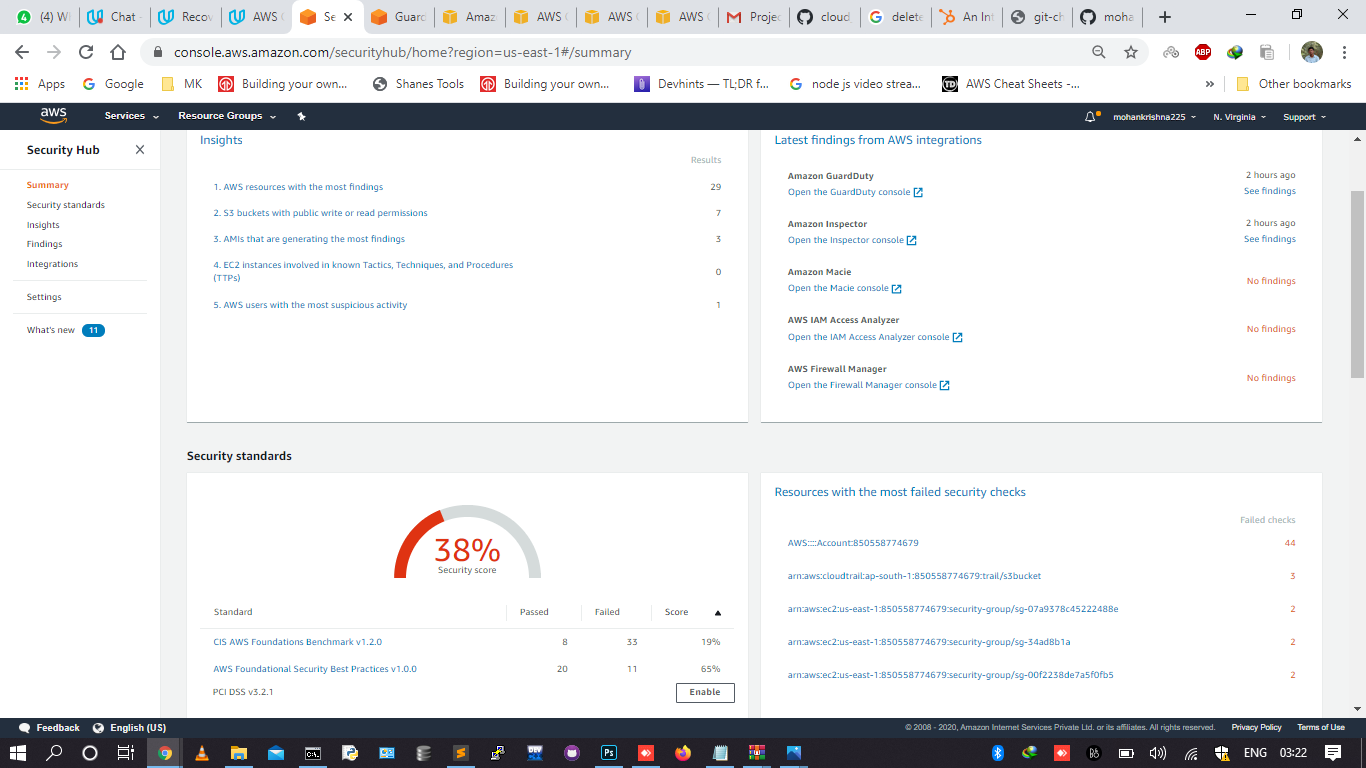 4
(4) W
Chat
Recov
AWS C
Se
Guard
Amaz
AWS C
AWS C
AWS C
Projec
cloud
delete
An Int
git-ch
moha
console.aws.amazon.com/securityhub/home?region=us-east-1#/summary
ABP
Apps
Google
MK
Building your own...
Shanes Tools
Building your own...
Devhints — TL;DR f...
node js video strea...
TD
AWS Cheat Sheets -...
»
Other bookmarks
aws
Services
Resource Groups
mohankrishna225
N. Virginia
Support
Security Hub
Summary
Security standards
Insights
Findings
Integrations
Settings
What's new 11
Insights
Results
1. AWS resources with the most findings 29
2. S3 buckets with public write or read permissions 7
3. AMIs that are generating the most findings 3
4. EC2 instances involved in known Tactics, Techniques, and Procedures
(TTPs) 0
5. AWS users with the most suspicious activity 1
Latest findings from AWS integrations
Amazon GuardDuty 2 hours ago
Open the GuardDuty console See findings
Amazon Inspector 2 hours ago
Open the Inspector console See findings
Amazon Macie
Open the Macie console No findings
AWS IAM Access Analyzer
Open the IAM Access Analyzer console No findings
AWS Firewall Manager
Open the Firewall Manager console No findings
Security standards
38%
Security score
Standard Passed Failed Score
CIS AWS Foundations Benchmark v1.2.0 8 33 19%
AWS Foundational Security Best Practices v1.0.0 20 11 65%
PCI DSS v3.2.1 Enable
Resources with the most failed security checks
Failed checks
AWS::::Account:850558774679 44
arn:aws:cloudtrail:ap-south-1:850558774679:trail/s3bucket 3
arn:aws:ec2:us-east-1:850558774679:security-group/sg-07a9378c45222488e 2
arn:aws:ec2:us-east-1:850558774679:security-group/sg-34ad8b1a 2
arn:aws:ec2:us-east-1:850558774679:security-group/sg-00f2238de7a5f0fb5 2
Feedback
English (US)
© 2008 - 2020, Amazon Internet Services Private Ltd. or its affiliates. All rights reserved.
Privacy Policy
Terms of Use
Ps
ENG
03:22